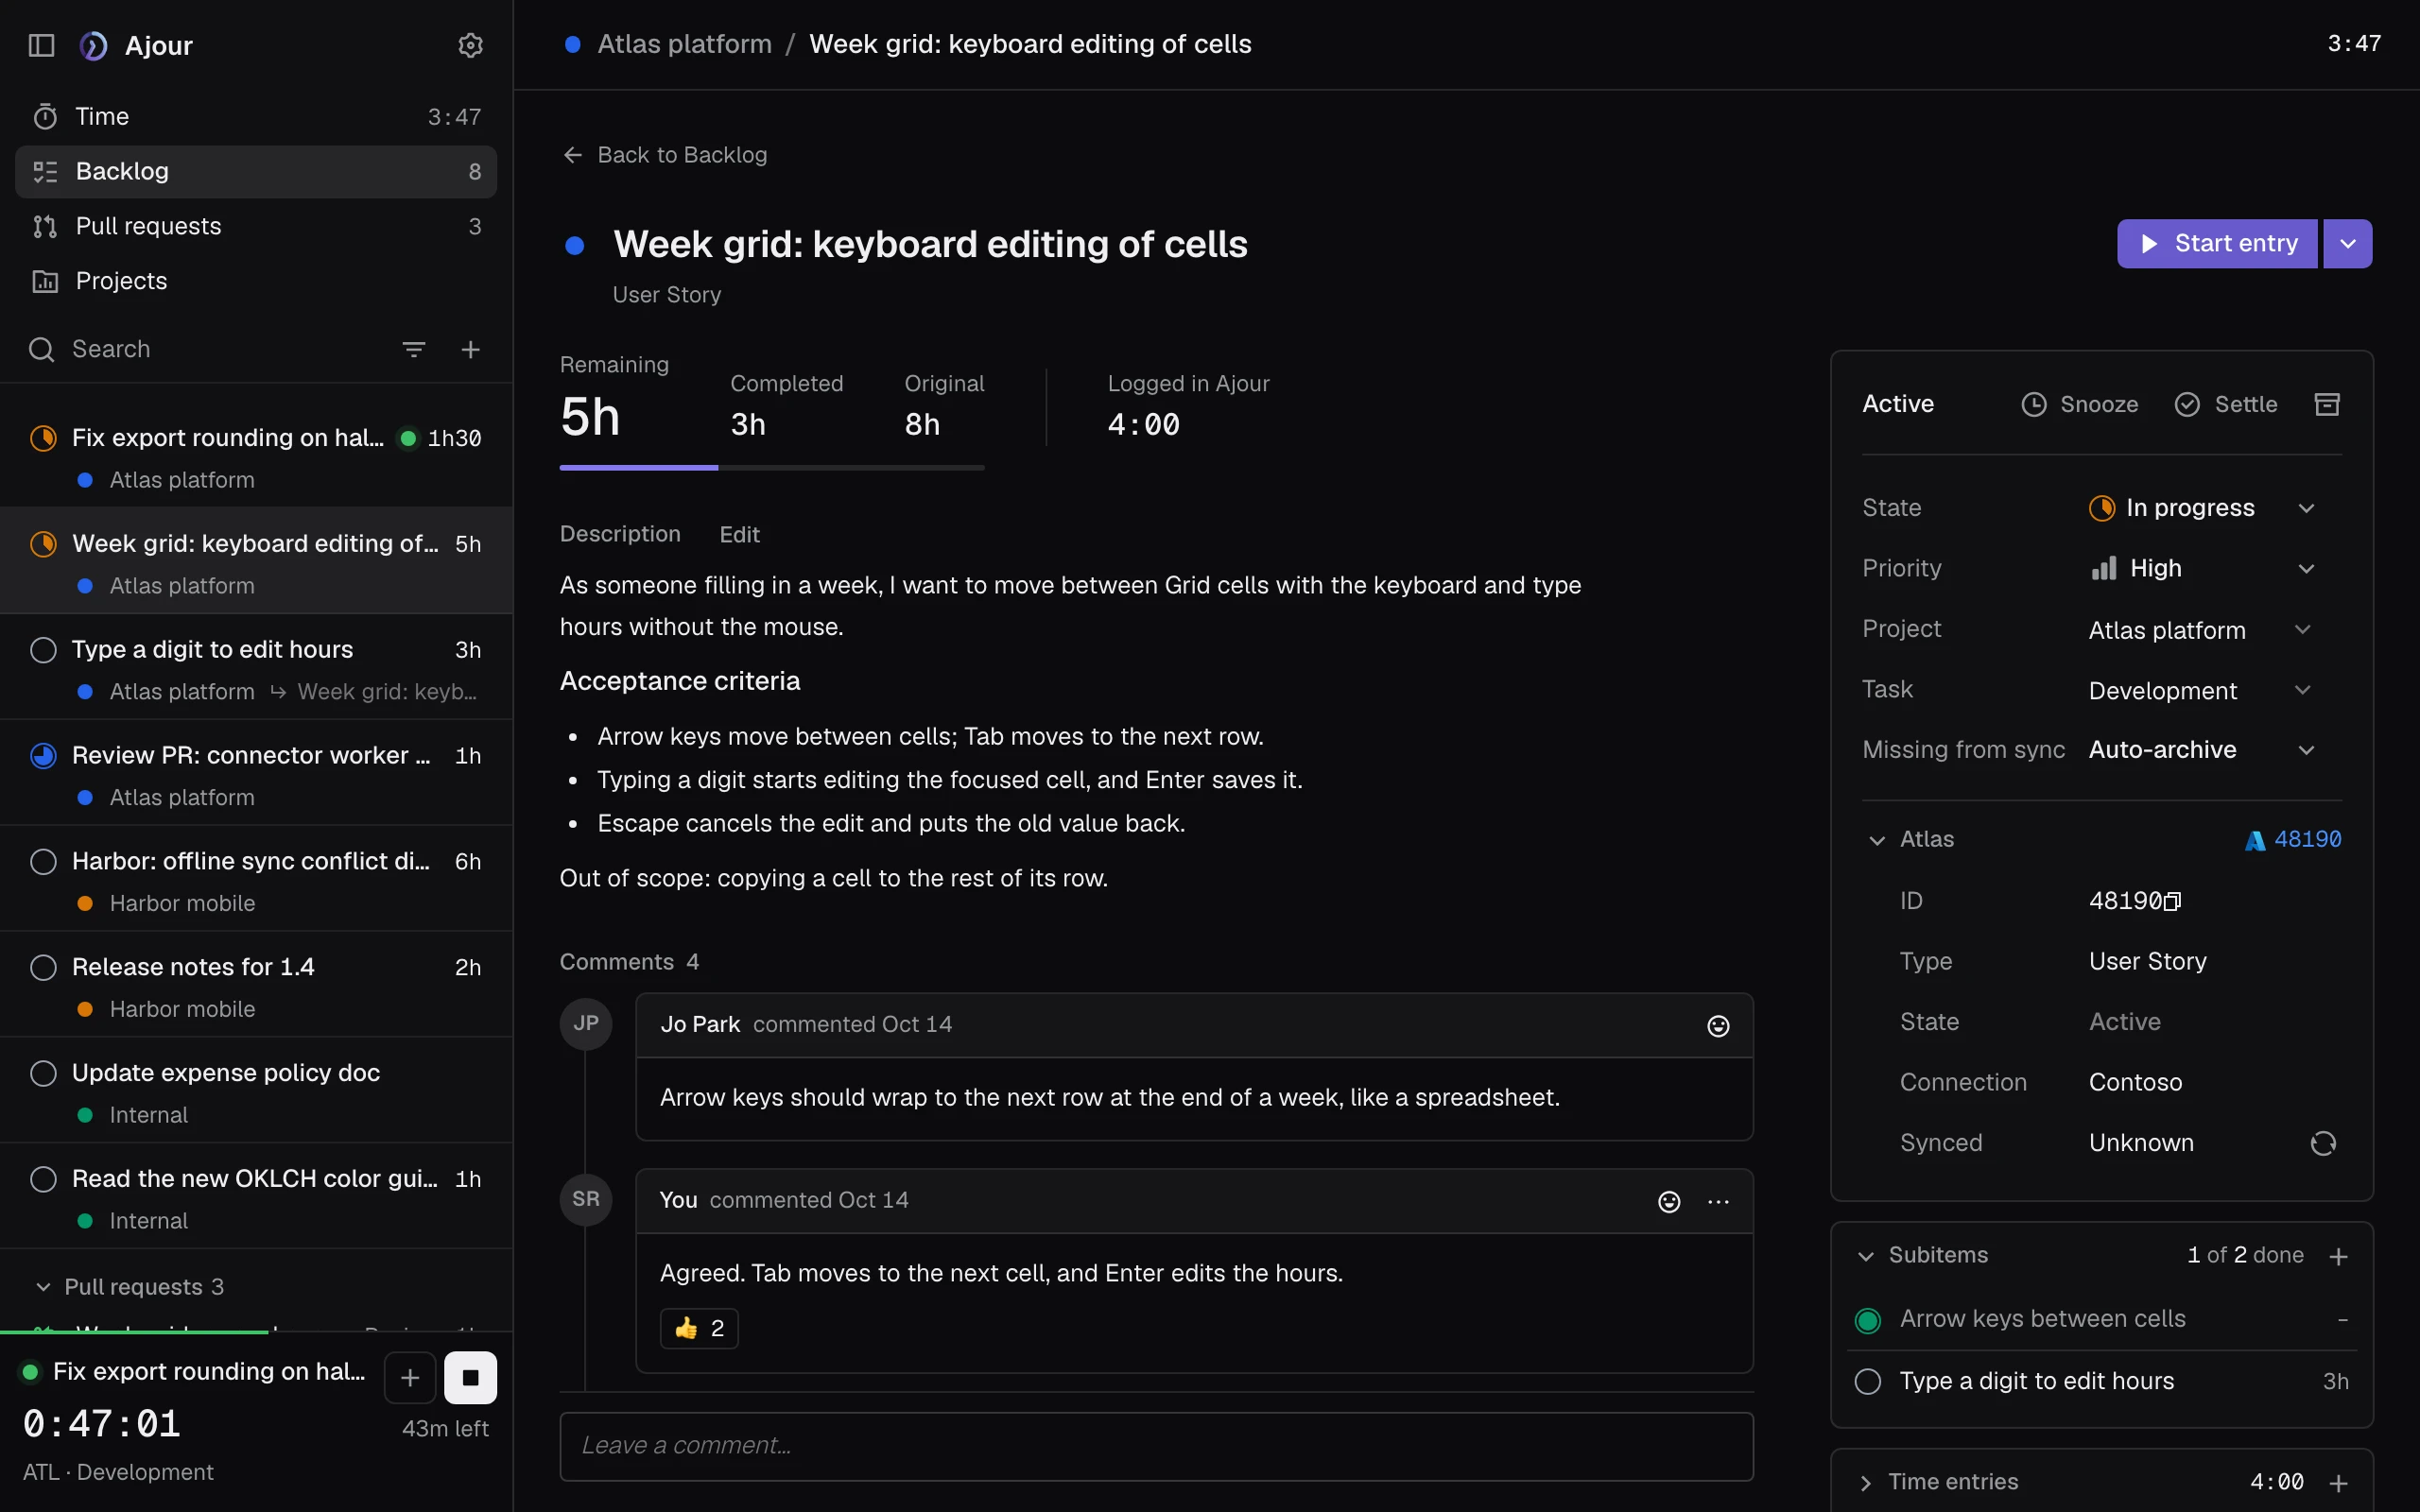 Ajour
Time 3:47
Backlog 8
Pull requests 3
Projects
Search
Fix export rounding on hal... 1h30
Atlas platform
Week grid: keyboard editing of... 5h
Atlas platform
Type a digit to edit hours 3h
Atlas platform ↳ Week grid: keyb...
Review PR: connector worker ... 1h
Atlas platform
Harbor: offline sync conflict di... 6h
Harbor mobile
Release notes for 1.4 2h
Harbor mobile
Update expense policy doc
Internal
Read the new OKLCH color gui... 1h
Internal
Pull requests 3
Fix export rounding on hal...
0:47:01 43m left
ATL · Development
Atlas platform / Week grid: keyboard editing of cells 3:47
← Back to Backlog
Week grid: keyboard editing of cells
User Story
Start entry
Remaining Completed Original Logged in Ajour
5h 3h 8h 4:00
Description Edit
As someone filling in a week, I want to move between Grid cells with the keyboard and type
hours without the mouse.
Acceptance criteria
• Arrow keys move between cells; Tab moves to the next row.
• Typing a digit starts editing the focused cell, and Enter saves it.
• Escape cancels the edit and puts the old value back.
Out of scope: copying a cell to the rest of its row.
Comments 4
JP Jo Park commented Oct 14
Arrow keys should wrap to the next row at the end of a week, like a spreadsheet.
SR You commented Oct 14
Agreed. Tab moves to the next cell, and Enter edits the hours.
👍 2
Leave a comment...
Active Snooze Settle
State In progress
Priority High
Project Atlas platform
Task Development
Missing from sync Auto-archive
Atlas 48190
ID 48190
Type User Story
State Active
Connection Contoso
Synced Unknown
Subitems 1 of 2 done
Arrow keys between cells -
Type a digit to edit hours 3h
Time entries 4:00